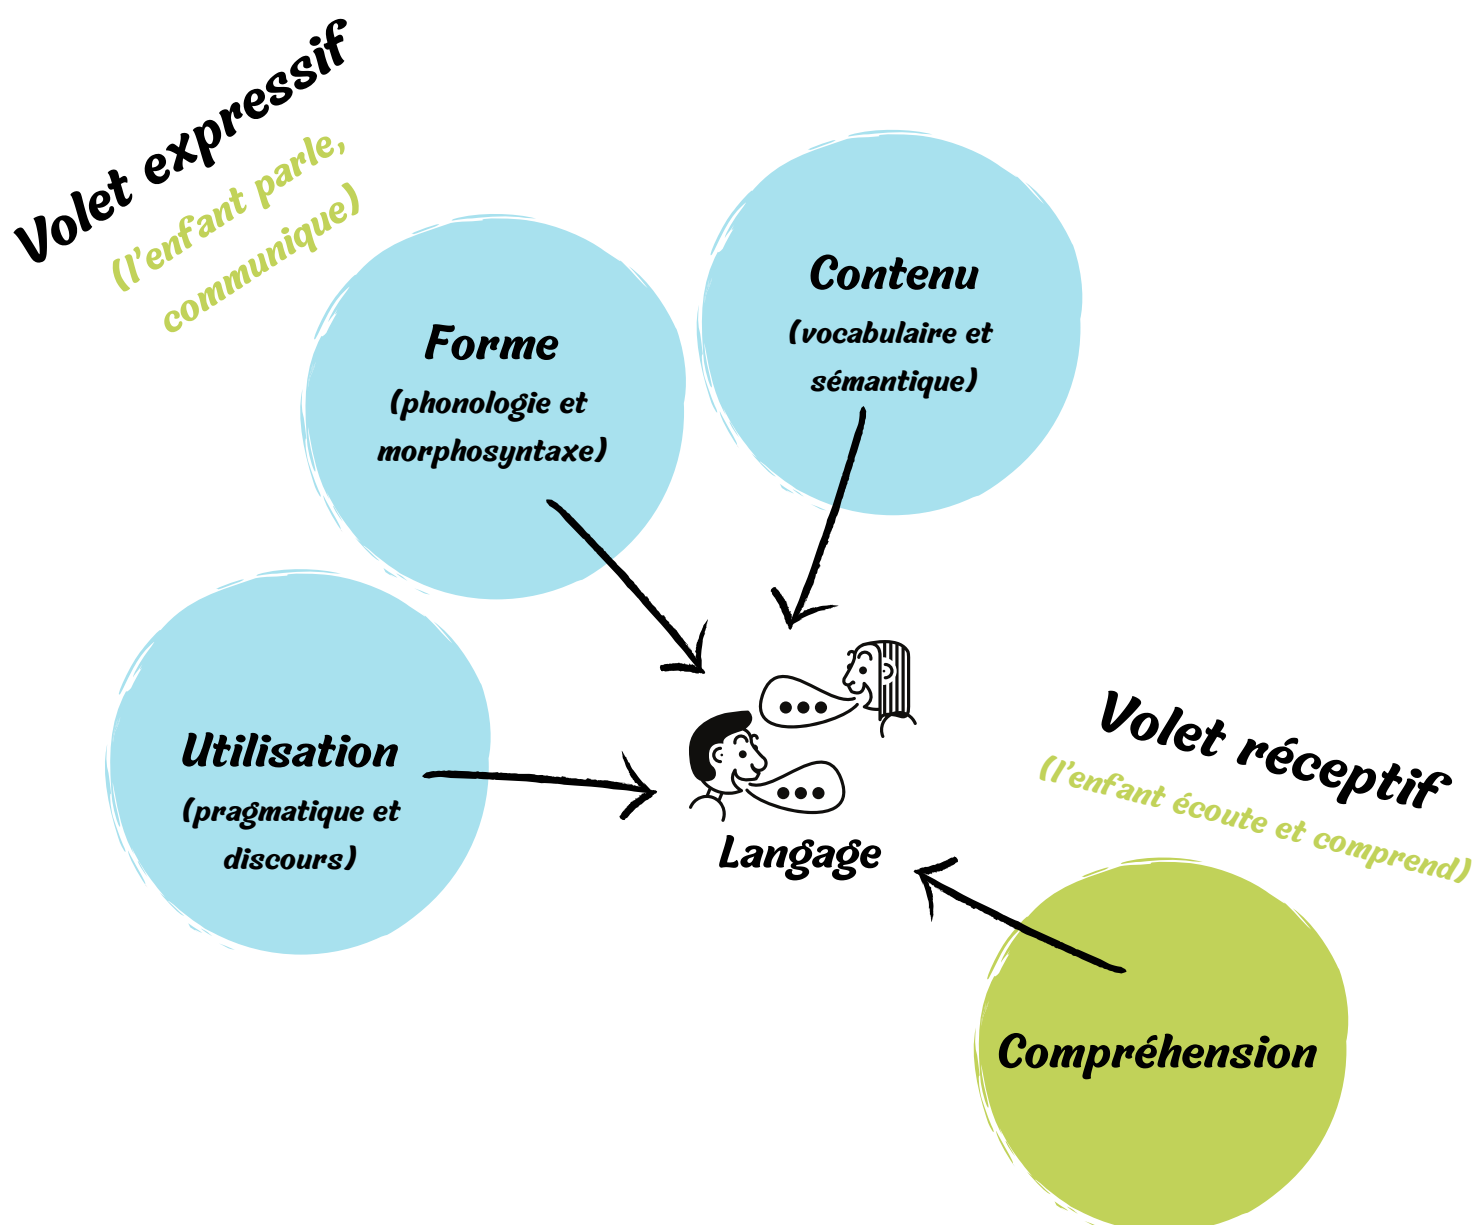 Volet expressif
(l'enfant parle,
communique)
Contenu
(vocabulaire et
sémantique)
Forme
(phonologie et
morphosyntaxe)
Utilisation
(pragmatique et
discours)
Langage
Volet réceptif
(l'enfant écoute et comprend)
Compréhension